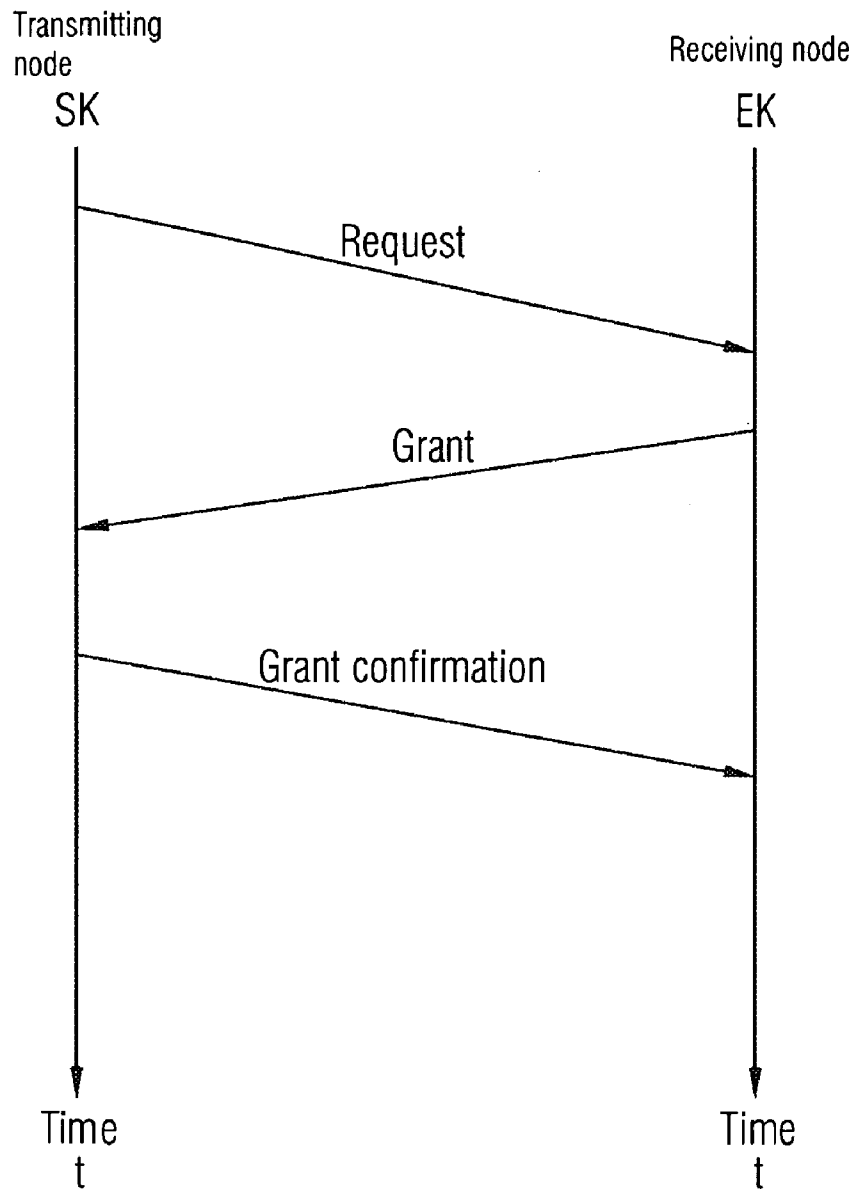 Transmitting
node
Receiving node
SK
EK
Request
Grant
Grant confirmation
Time
t
Time
t